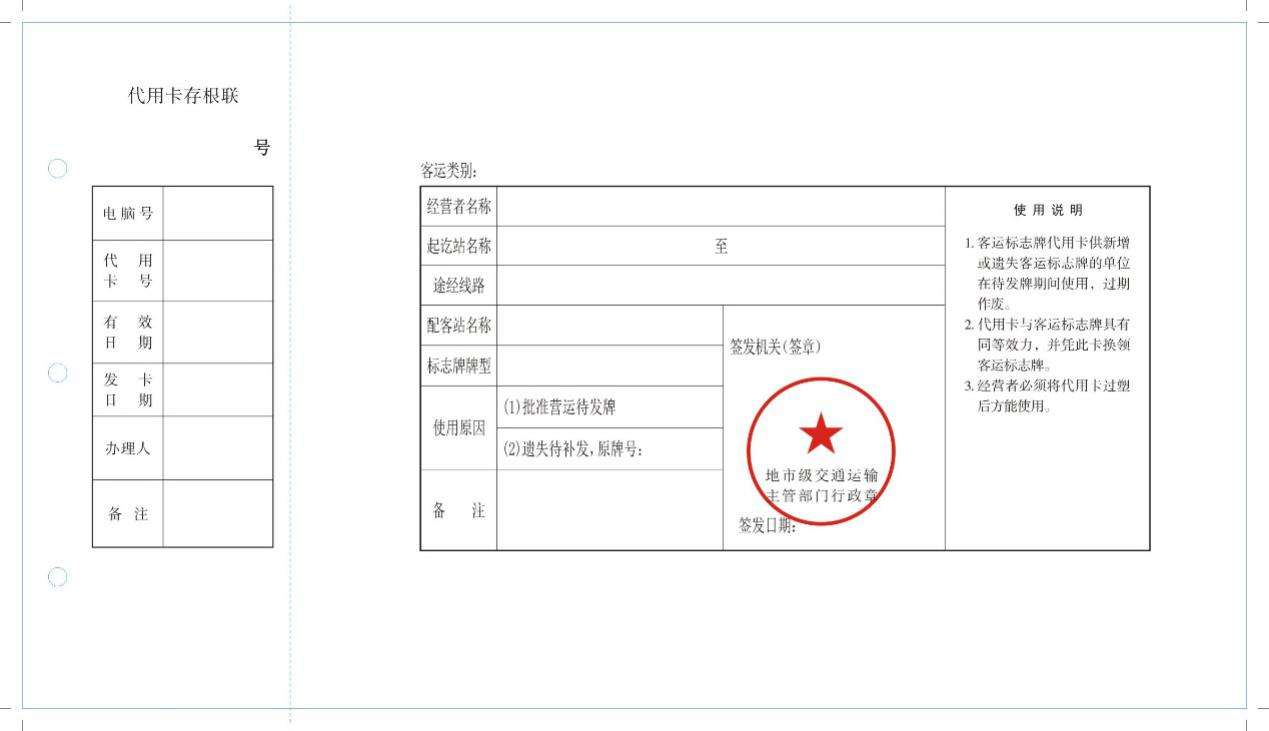 代用卡存根联
号
电脑号
代 用
卡 号
有 效
日 期
发 卡
日 期
办理人
备 注
客运类别:
经营者名称
起讫站名称 至
途经线路
配客站名称
标志牌牌型
使用原因
(1)批准营运待发牌
(2)遗失待补发,原牌号:
备 注
签发机关(签章)
地市级交通运输
主管部门行政章
签发日期:
使用说明
1. 客运标志牌代用卡供新增
或遗失客运标志牌的单位
在待发牌期间使用，过期
作废。
2. 代用卡与客运标志牌具有
同等效力，并凭此卡换领
客运标志牌。
3. 经营者必须将代用卡过塑
后方能使用。